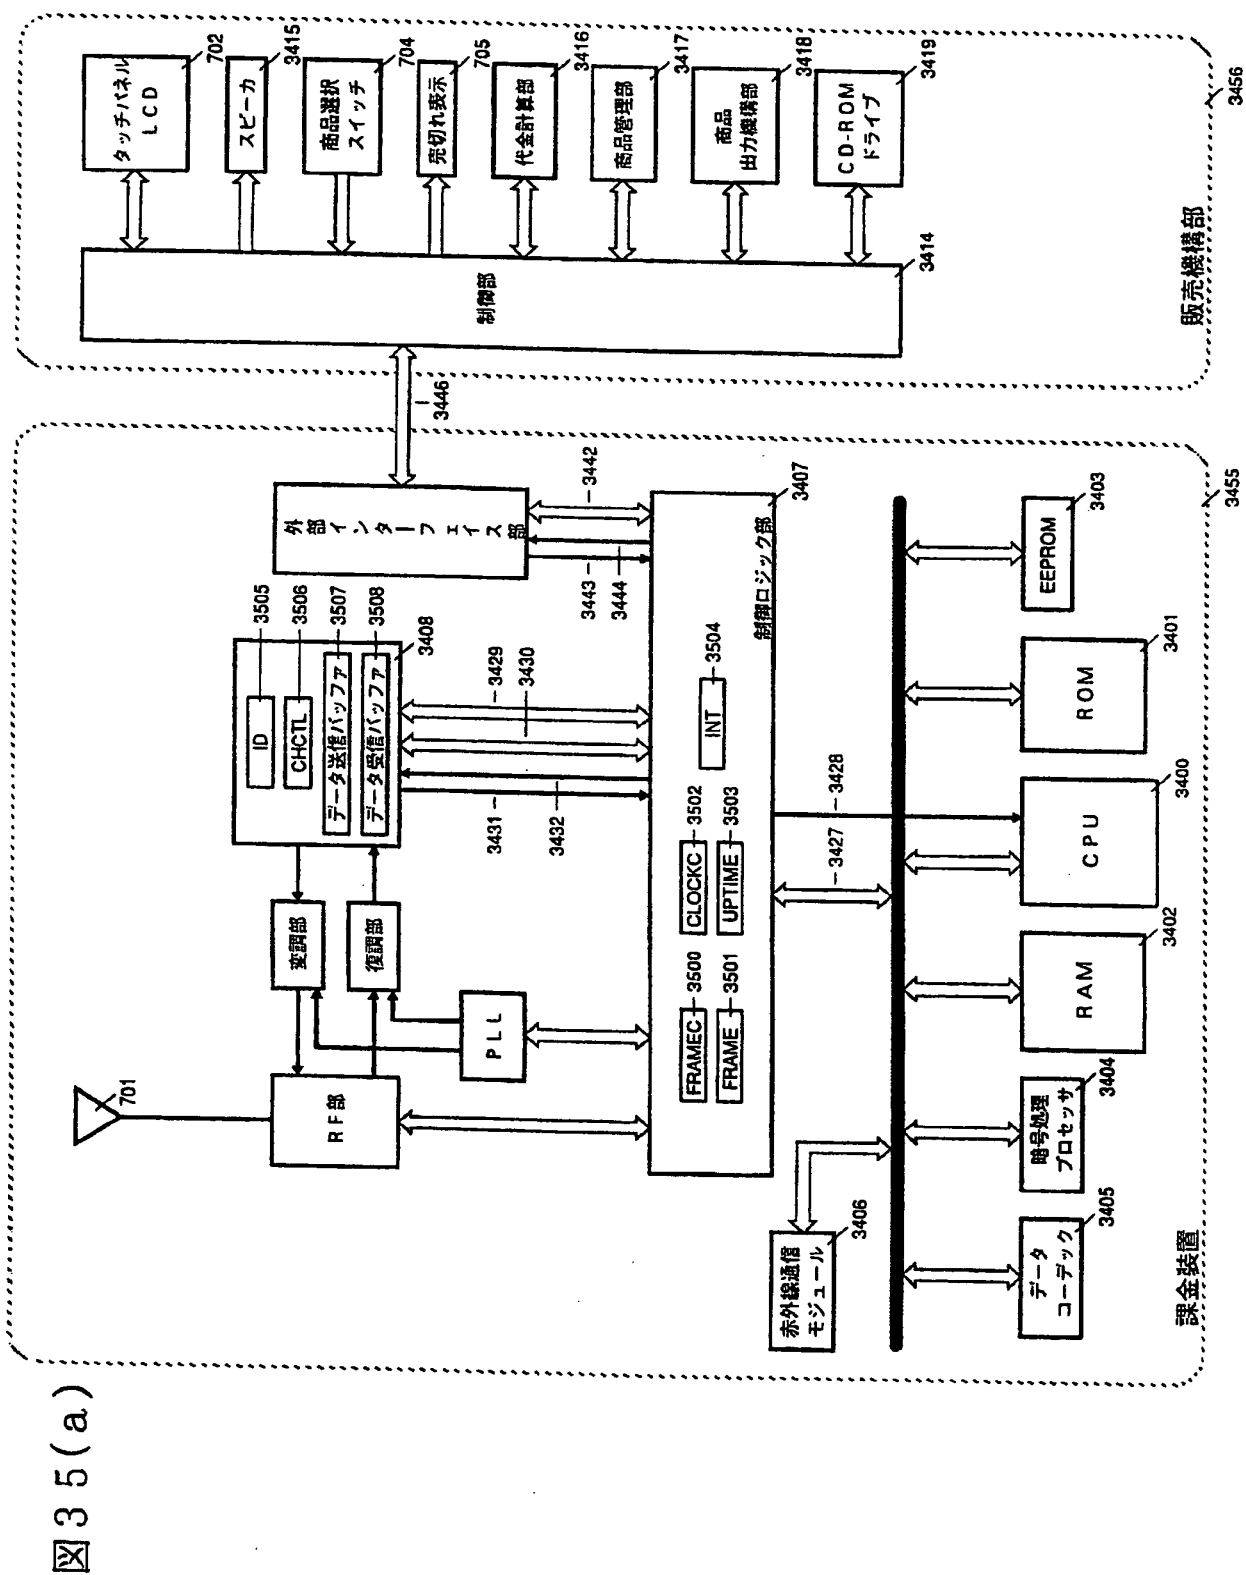 図35(a)
701
RF部
変調部
復調部
PLL
ID
3505
CHCTL
3506
データ送信バッファ
3507
データ受信バッファ
3508
3408
外部インターフェイス部
3446
3431
3432
3429
3430
3443
3444
3442
FRAMEC
3500
FRAME
3501
CLOCKC
3502
UPTIME
3503
INT
3504
制御ロジック部
3407
赤外線通信
モジュール
3406
3427
3428
データ
コーデック
3405
暗号処理
プロセッサ
3404
RAM
3402
CPU
3400
ROM
3401
EEPROM
3403
課金装置
3455
タッチパネル
LCD
702
スピーカ
3415
商品選択
スイッチ
704
売切れ表示
705
代金計算部
3416
商品管理部
3417
商品
出力機構部
3418
CD-ROM
ドライブ
3419
制御部
3414
販売機構部
3456